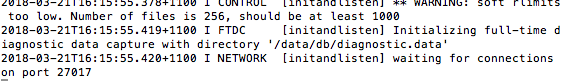 2018-03-21T16:15:55.378+1100 I CONTROL  [initandlisten] ** WARNING: soft rlimits
 too low. Number of files is 256, should be at least 1000
2018-03-21T16:15:55.419+1100 I FTDC     [initandlisten] Initializing full-time d
iagnostic data capture with directory '/data/db/diagnostic.data'
2018-03-21T16:15:55.420+1100 I NETWORK  [initandlisten] waiting for connections
on port 27017